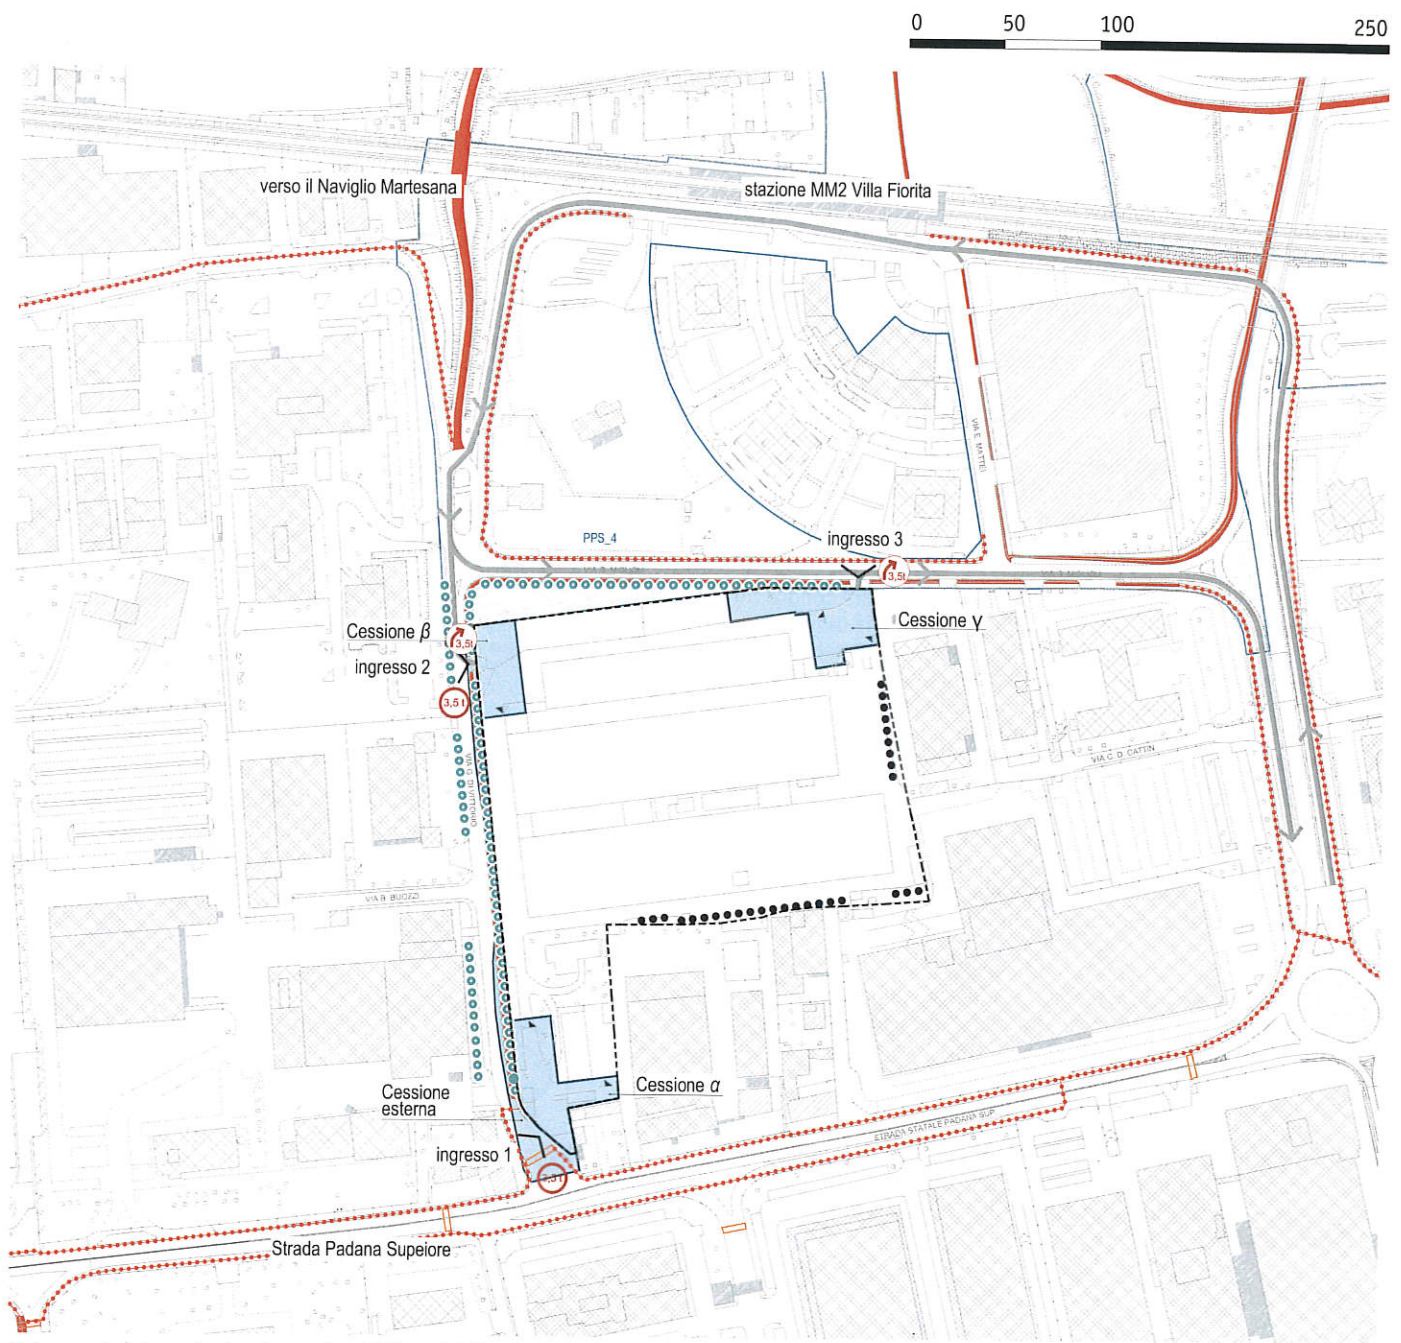 0 50 100 250
verso il Naviglio Martesana
stazione MM2 Villa Fiorita
VIA E. MATTEI
PPS_4
ingresso 3
3,5t
Cessione β
3,5t
Cessione γ
ingresso 2
3,5 t
VIA G. DI VITTORIO
VIA C. D. CATTIN
VIA B. BUOZZI
Cessione
esterna
Cessione α
STRADA STATALE PADANA SUP.
ingresso 1
Strada Padana Supeiore